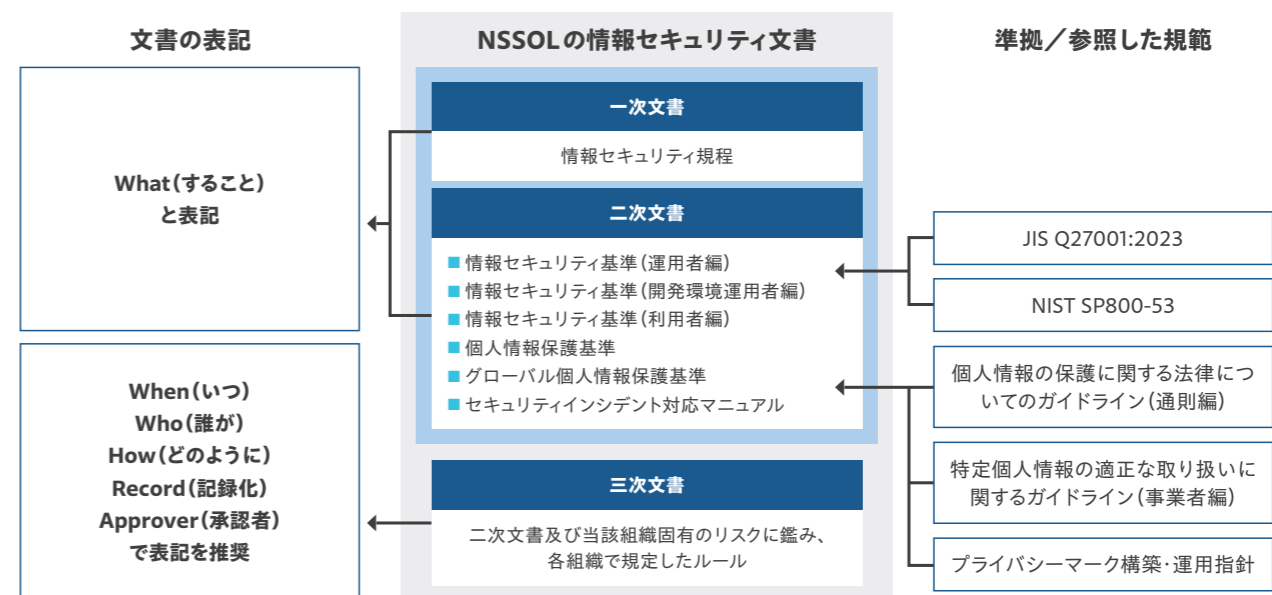 文書の表記
NSSOLの情報セキュリティ文書
準拠／参照した規範
What（すること）
と表記
When（いつ）
Who（誰が）
How（どのように）
Record（記録化）
Approver（承認者）
で表記を推奨
一次文書
情報セキュリティ規程
二次文書
■ 情報セキュリティ基準（運用者編）
■ 情報セキュリティ基準（開発環境運用者編）
■ 情報セキュリティ基準（利用者編）
■ 個人情報保護基準
■ グローバル個人情報保護基準
■ セキュリティインシデント対応マニュアル
三次文書
二次文書及び当該組織固有のリスクに鑑み、
各組織で規定したルール
JIS Q27001:2023
NIST SP800-53
個人情報の保護に関する法律につ
いてのガイドライン（通則編）
特定個人情報の適正な取り扱いに
関するガイドライン（事業者編）
プライバシーマーク構築･運用指針